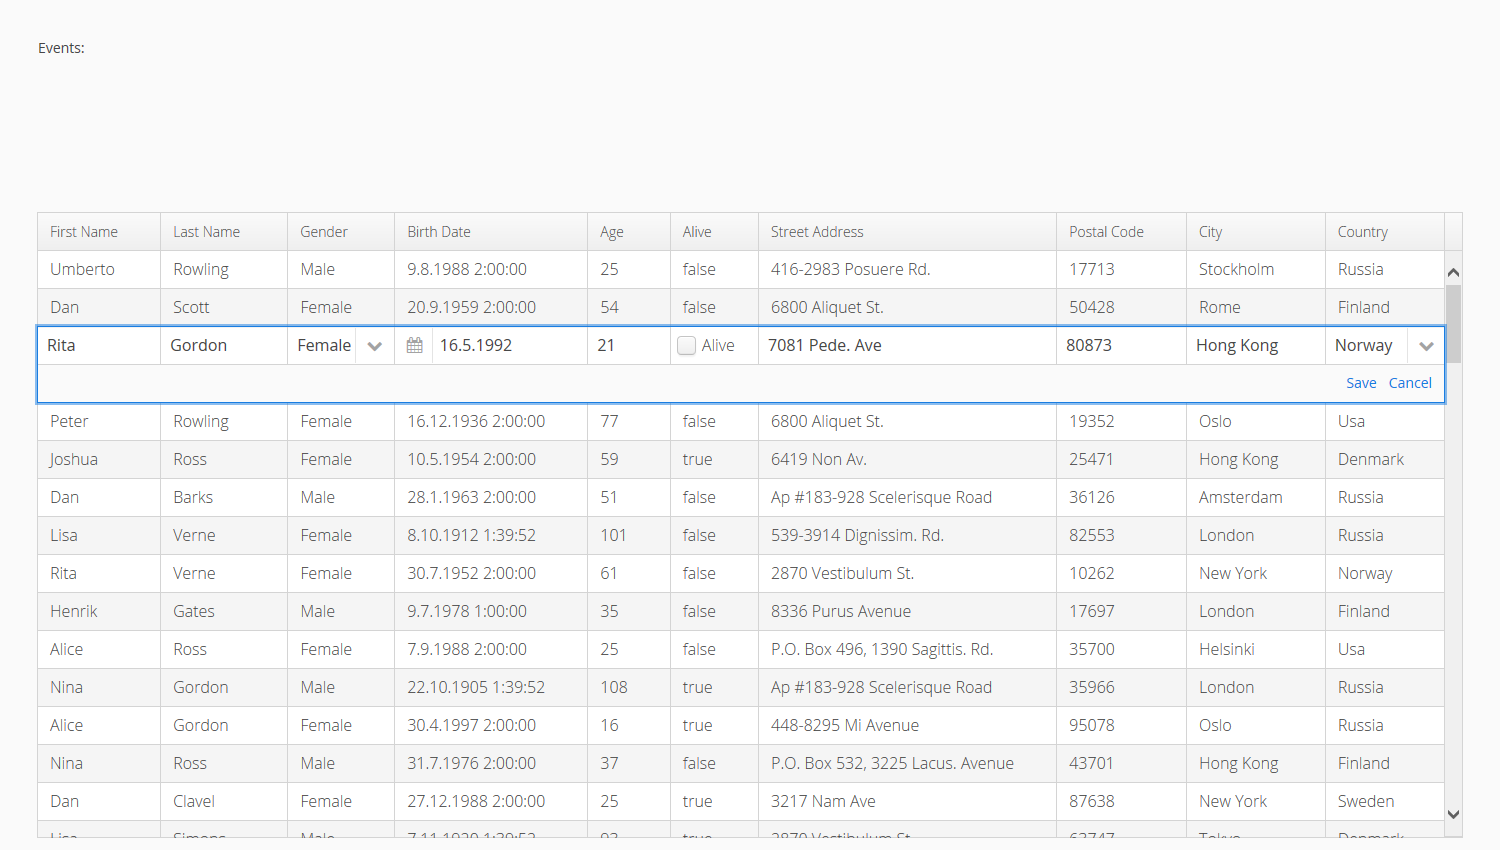 Events:
First Name Last Name Gender Birth Date Age Alive Street Address Postal Code City Country
Umberto Rowling Male 9.8.1988 2:00:00 25 false 416-2983 Posuere Rd. 17713 Stockholm Russia
Dan Scott Female 20.9.1959 2:00:00 54 false 6800 Aliquet St. 50428 Rome Finland
Rita Gordon Female 16.5.1992 21 Alive 7081 Pede. Ave 80873 Hong Kong Norway
Save Cancel
Peter Rowling Female 16.12.1936 2:00:00 77 false 6800 Aliquet St. 19352 Oslo Usa
Joshua Ross Female 10.5.1954 2:00:00 59 true 6419 Non Av. 25471 Hong Kong Denmark
Dan Barks Male 28.1.1963 2:00:00 51 false Ap #183-928 Scelerisque Road 36126 Amsterdam Russia
Lisa Verne Female 8.10.1912 1:39:52 101 false 539-3914 Dignissim. Rd. 82553 London Russia
Rita Verne Female 30.7.1952 2:00:00 61 false 2870 Vestibulum St. 10262 New York Norway
Henrik Gates Male 9.7.1978 1:00:00 35 false 8336 Purus Avenue 17697 London Finland
Alice Ross Female 7.9.1988 2:00:00 25 false P.O. Box 496, 1390 Sagittis. Rd. 35700 Helsinki Usa
Nina Gordon Male 22.10.1905 1:39:52 108 true Ap #183-928 Scelerisque Road 35966 London Russia
Alice Gordon Female 30.4.1997 2:00:00 16 true 448-8295 Mi Avenue 95078 Oslo Russia
Nina Ross Male 31.7.1976 2:00:00 37 false P.O. Box 532, 3225 Lacus. Avenue 43701 Hong Kong Finland
Dan Clavel Female 27.12.1988 2:00:00 25 true 3217 Nam Ave 87638 New York Sweden